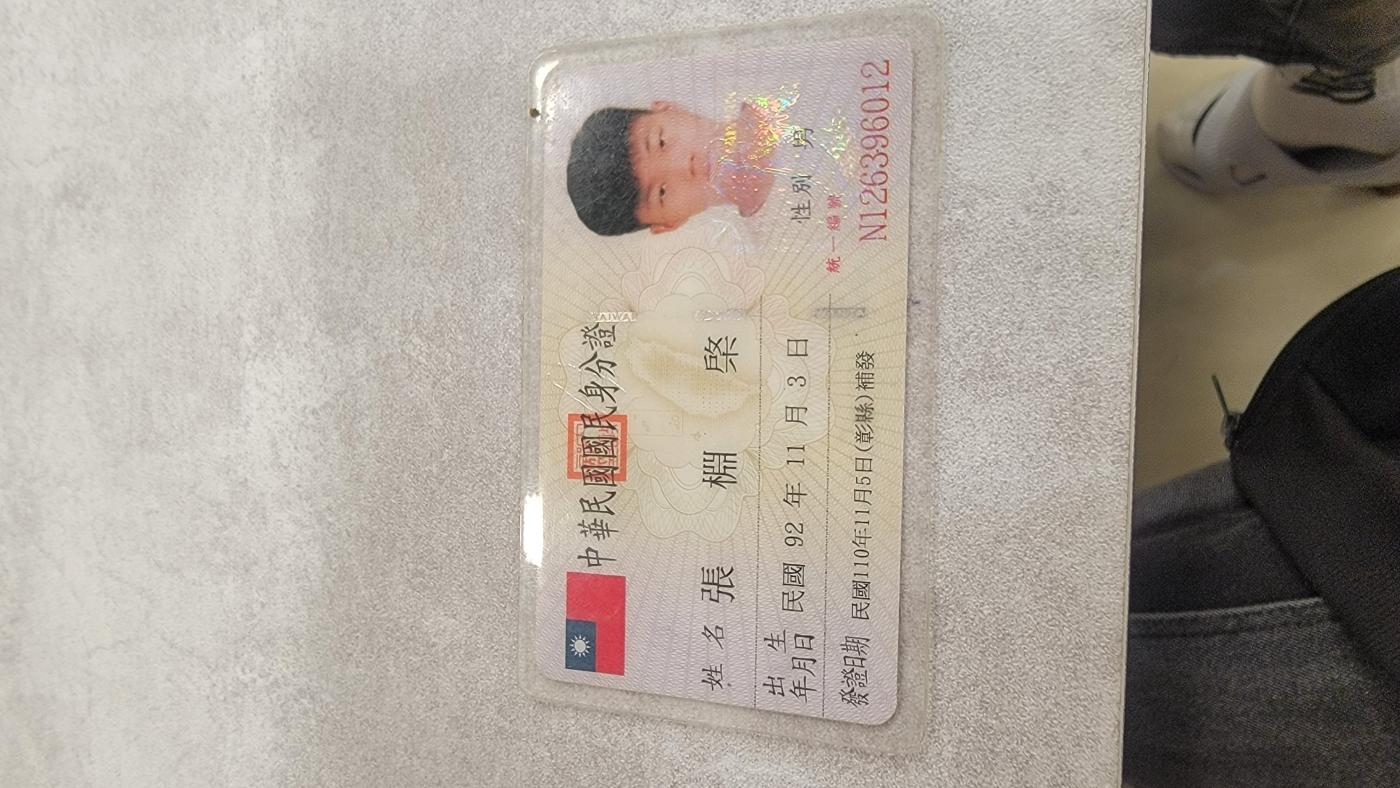 中華民國國民身分證
姓名 張楜棨
出生年月日 民國 92 年 11 月 3 日
發證日期 民國110年11月5日(彰縣)補發
性別 男
統一編號
N126396012
TAIWAN